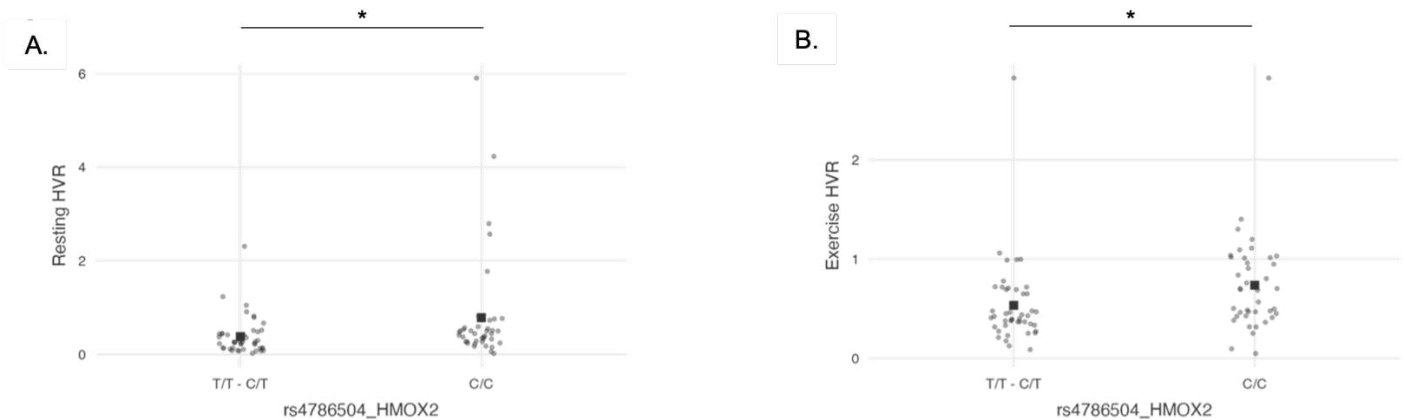 A.
*
Resting HVR
6
4
2
0
T/T - C/T
C/C
rs4786504_HMOX2
B.
*
Exercise HVR
2
1
0
T/T - C/T
C/C
rs4786504_HMOX2